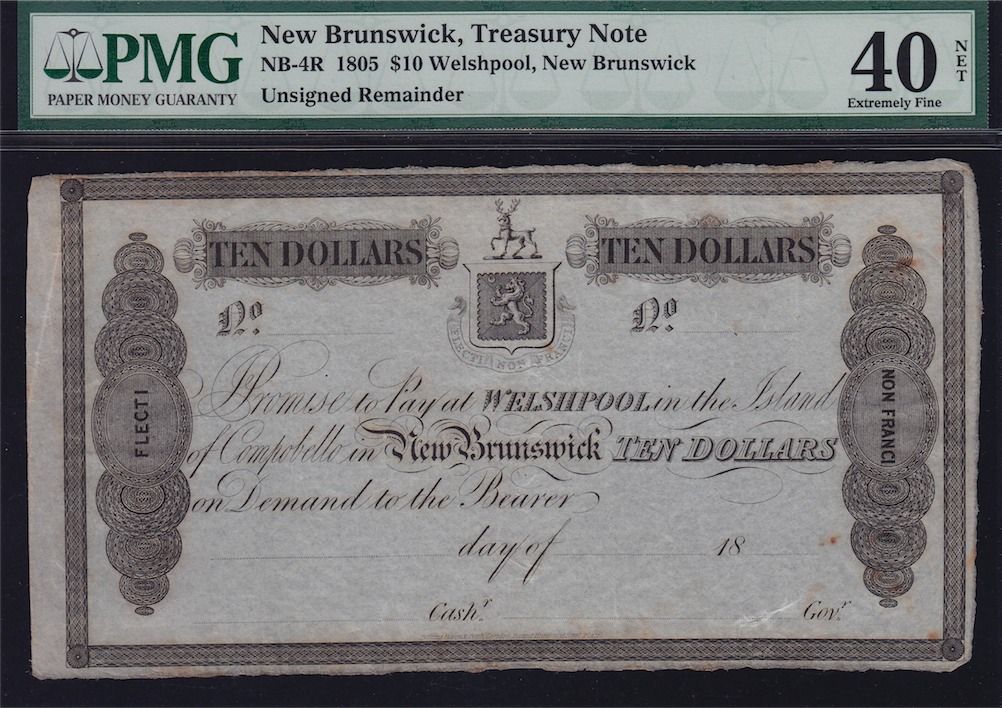 PMG
PAPER MONEY GUARANTY
New Brunswick, Treasury Note
NB-4R 1805 $10 Welshpool, New Brunswick
Unsigned Remainder
40
NET
Extremely Fine
TEN DOLLARS
TEN DOLLARS
Nº
Nº
FLECTI NON FRANGI
I Promise to Pay at WELSHPOOL in the Island
of Compobello in New Brunswick TEN DOLLARS
on Demand to the Bearer
day of 18
Cashr
Govr
FLECTI
NON FRANGI